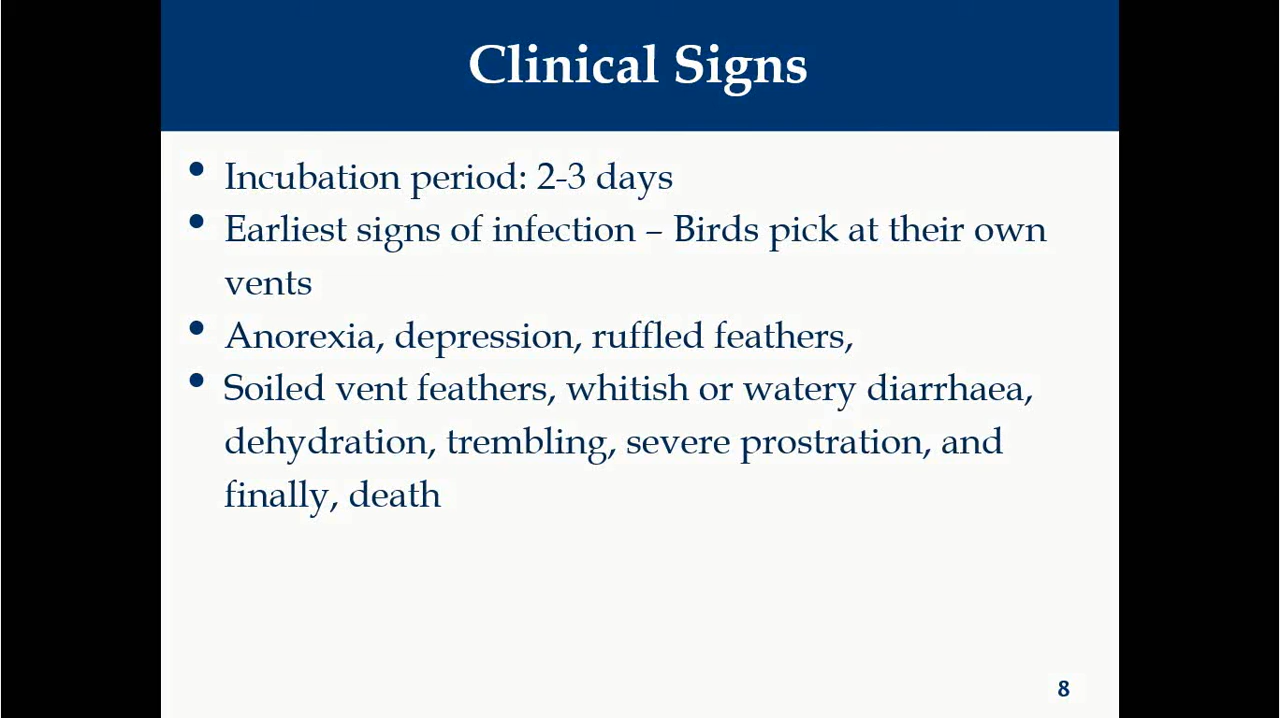 Clinical Signs
• Incubation period: 2-3 days
• Earliest signs of infection – Birds pick at their own
vents
• Anorexia, depression, ruffled feathers,
• Soiled vent feathers, whitish or watery diarrhaea,
dehydration, trembling, severe prostration, and
finally, death
8